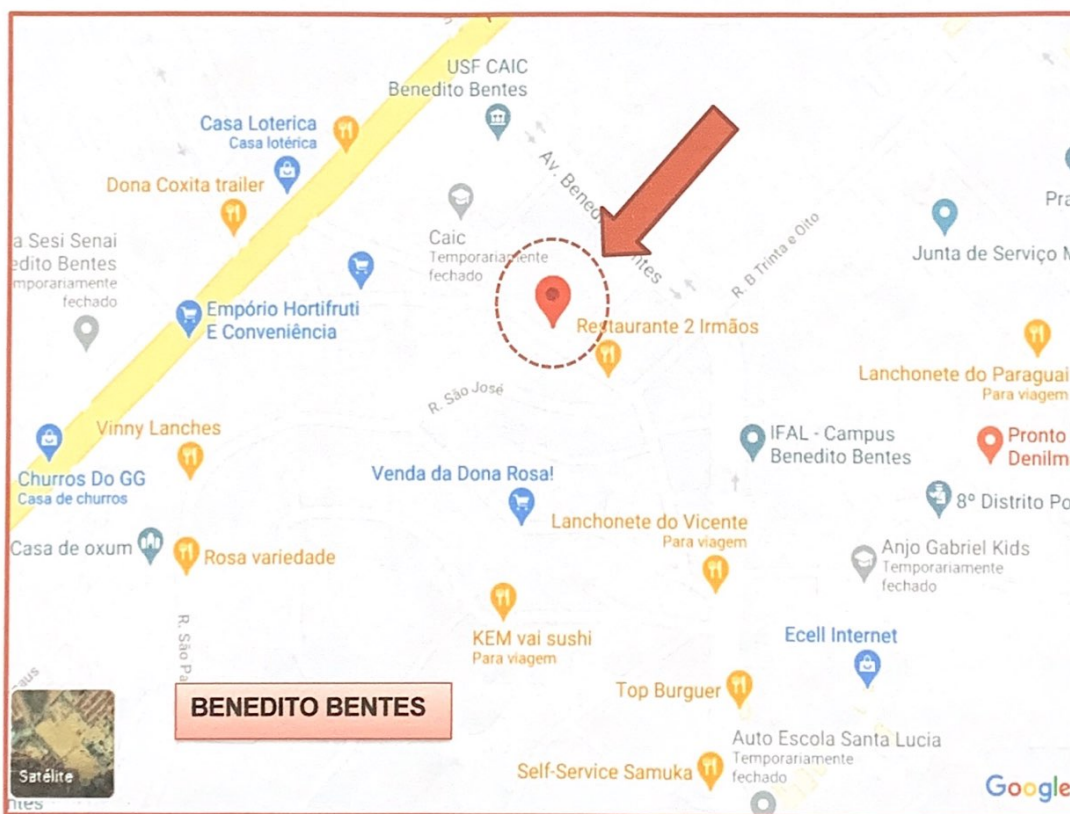 USF CAIC
Benedito Bentes
Casa Loterica
Casa lotérica
Dona Coxita trailer
Av. Benedito Bentes
Caic
Temporariamente
fechado
R. B Trinta e Oito
Pra
Junta de Serviço M
a Sesi Senai
edito Bentes
mporariamente
fechado
Empório Hortifruti
E Conveniência
Restaurante 2 Irmãos
Lanchonete do Paraguai
Para viagem
R. São José
Vinny Lanches
IFAL - Campus
Benedito Bentes
Pronto
Denilm
Churros Do GG
Casa de churros
Venda da Dona Rosa!
8º Distrito Po
Lanchonete do Vicente
Para viagem
Casa de oxum
Rosa variedade
Anjo Gabriel Kids
Temporariamente
fechado
R. São Pa
KEM vai sushi
Para viagem
Ecell Internet
aus
Top Burguer
BENEDITO BENTES
Auto Escola Santa Lucia
Temporariamente
fechado
Self-Service Samuka
Satélite
Google
ntes